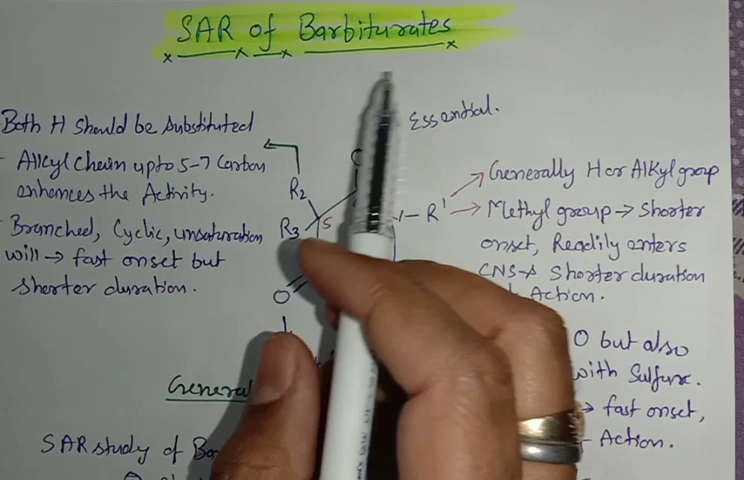 SAR of Barbiturates
Both H should be substituted
- Alkyl chain upto 5-7 Carbon
enhances the Activity.
- Branched, Cyclic, unsaturation
will → fast onset but
shorter duration.
Essential.
R2
R3
5
O
O
- R'
Generally H or Alkyl group
Methyl group → Shorter
onset, Readily enters
CNS → Shorter duration
Action.
O but also
with Sulfur.
→ fast onset,
Action.
General
SAR study of